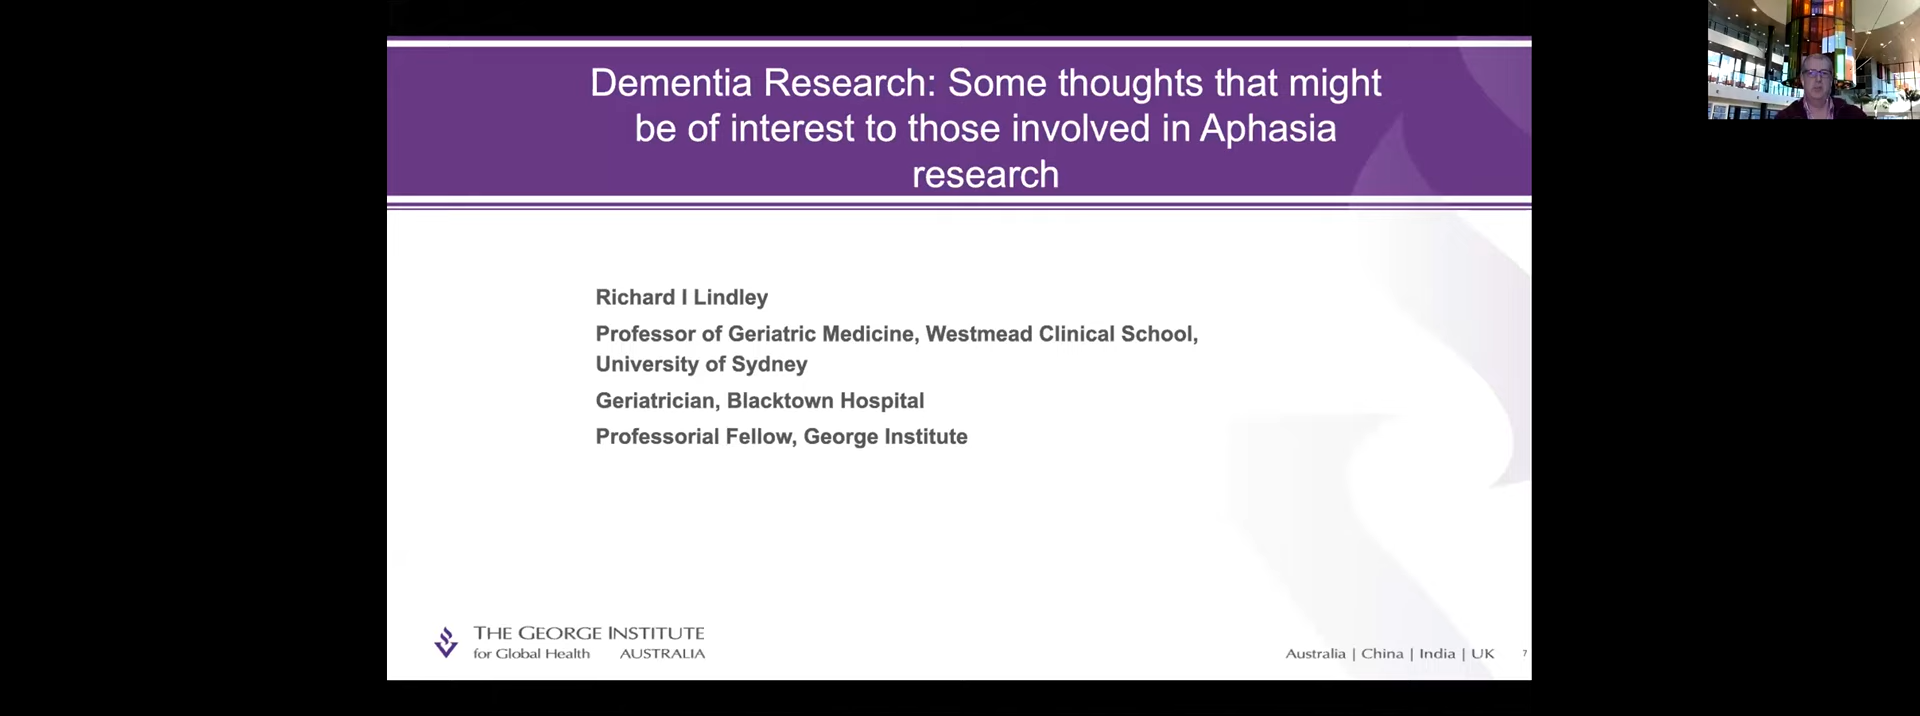 Dementia Research: Some thoughts that might
be of interest to those involved in Aphasia
research
Richard I Lindley
Professor of Geriatric Medicine, Westmead Clinical School,
University of Sydney
Geriatrician, Blacktown Hospital
Professorial Fellow, George Institute
THE GEORGE INSTITUTE
for Global Health AUSTRALIA
Australia | China | India | UK
7